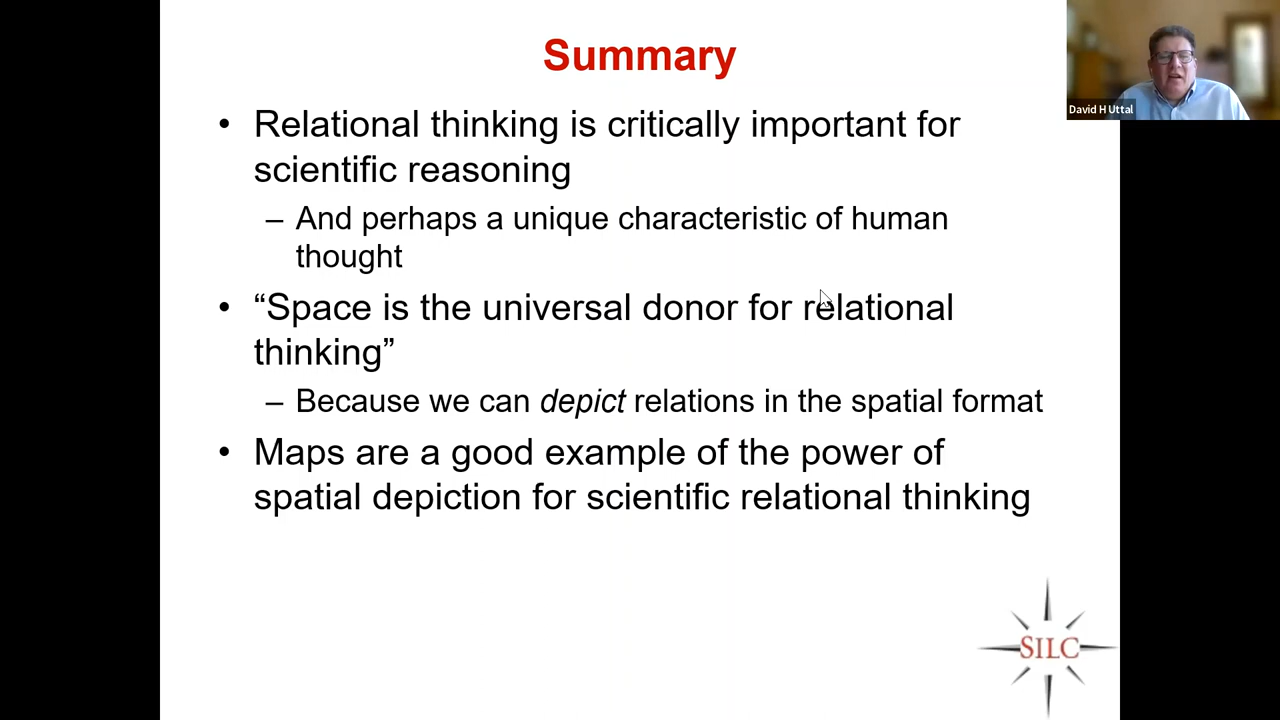 Summary
David H Uttal
• Relational thinking is critically important for
scientific reasoning
– And perhaps a unique characteristic of human
thought
• “Space is the universal donor for relational
thinking”
– Because we can depict relations in the spatial format
• Maps are a good example of the power of
spatial depiction for scientific relational thinking
SILC